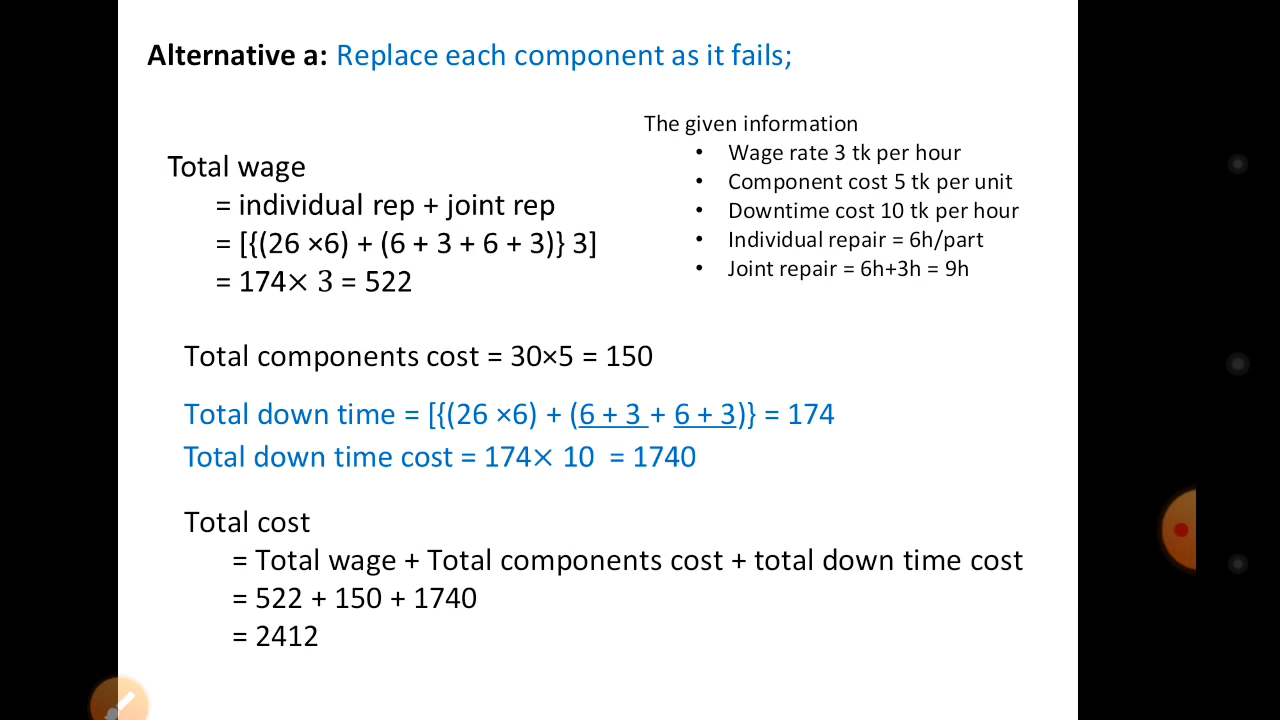 Alternative a: Replace each component as it fails;
The given information
• Wage rate 3 tk per hour
• Component cost 5 tk per unit
• Downtime cost 10 tk per hour
• Individual repair = 6h/part
• Joint repair = 6h+3h = 9h
Total wage
= individual rep + joint rep
= [{(26 ×6) + (6 + 3 + 6 + 3)} 3]
= 174× 3 = 522
Total components cost = 30×5 = 150
Total down time = [{(26 ×6) + (6 + 3 + 6 + 3)} = 174
Total down time cost = 174× 10 = 1740
Total cost
= Total wage + Total components cost + total down time cost
= 522 + 150 + 1740
= 2412